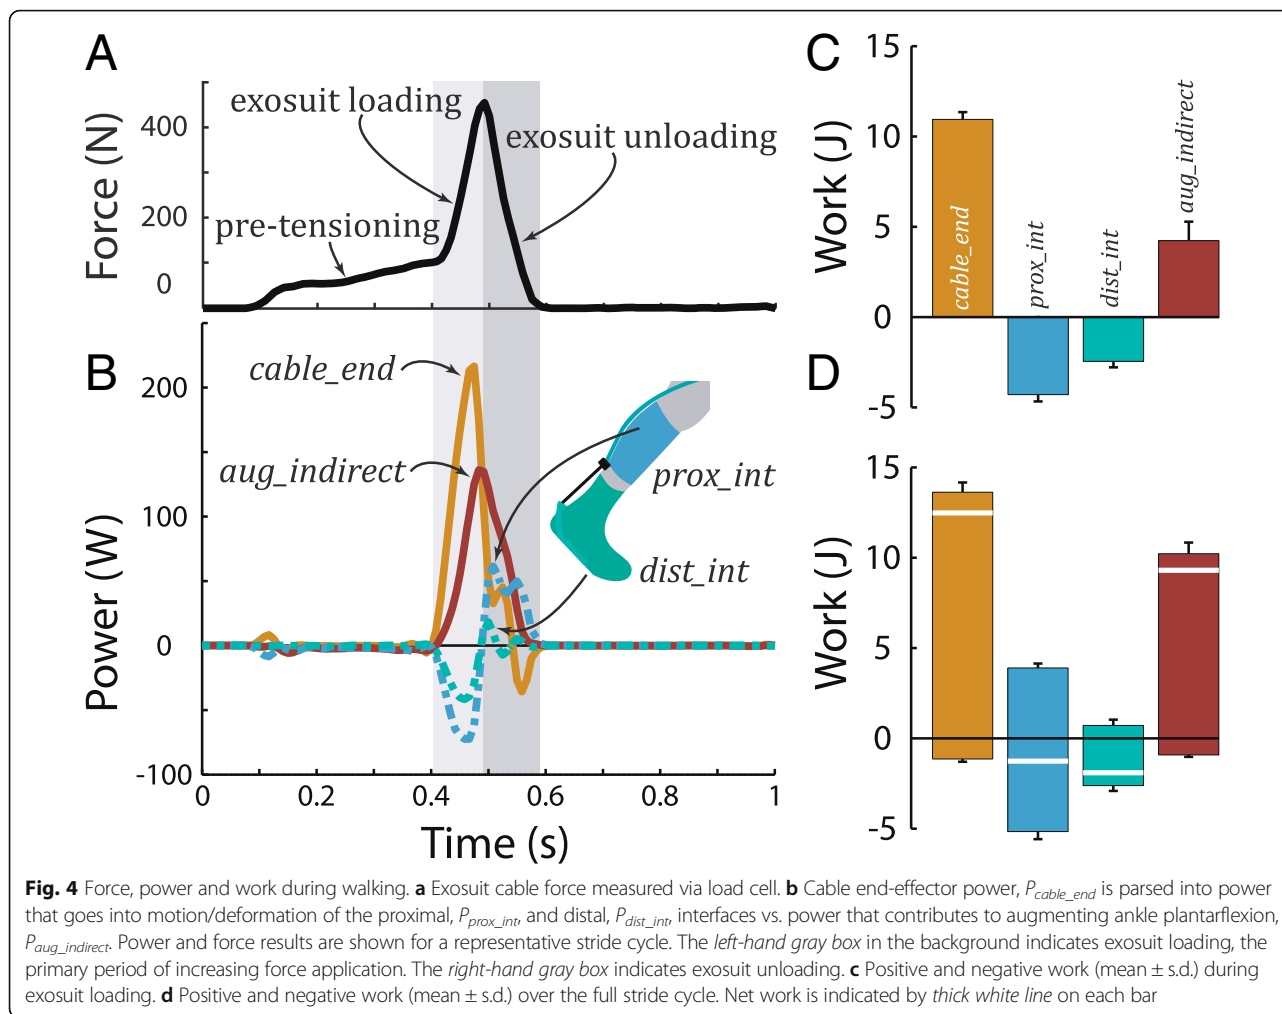 A
Force (N)
400
200
0
exosuit loading
exosuit unloading
pre-tensioning
B
Power (W)
200
100
0
-100
cable_end
aug_indirect
prox_int
dist_int
0
0.2
0.4
0.6
0.8
1
Time (s)
C
Work (J)
15
10
5
0
-5
cable_end
prox_int
dist_int
aug_indirect
D
Work (J)
15
10
5
0
-5
Fig. 4 Force, power and work during walking. a Exosuit cable force measured via load cell. b Cable end-effector power, P_cable_end is parsed into power
that goes into motion/deformation of the proximal, P_prox_int, and distal, P_dist_int, interfaces vs. power that contributes to augmenting ankle plantarflexion,
P_aug_indirect. Power and force results are shown for a representative stride cycle. The left-hand gray box in the background indicates exosuit loading, the
primary period of increasing force application. The right-hand gray box indicates exosuit unloading. c Positive and negative work (mean ± s.d.) during
exosuit loading. d Positive and negative work (mean ± s.d.) over the full stride cycle. Net work is indicated by thick white line on each bar